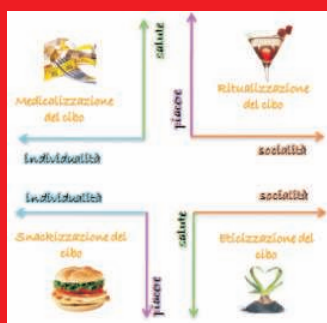 salute
Medicalizzazione
del cibo
individualità
piacere
Ritualizzazione
del cibo
socialità
individualità
Snackizzazione del
cibo
piacere
socialità
salute
Eticizzazione del
cibo